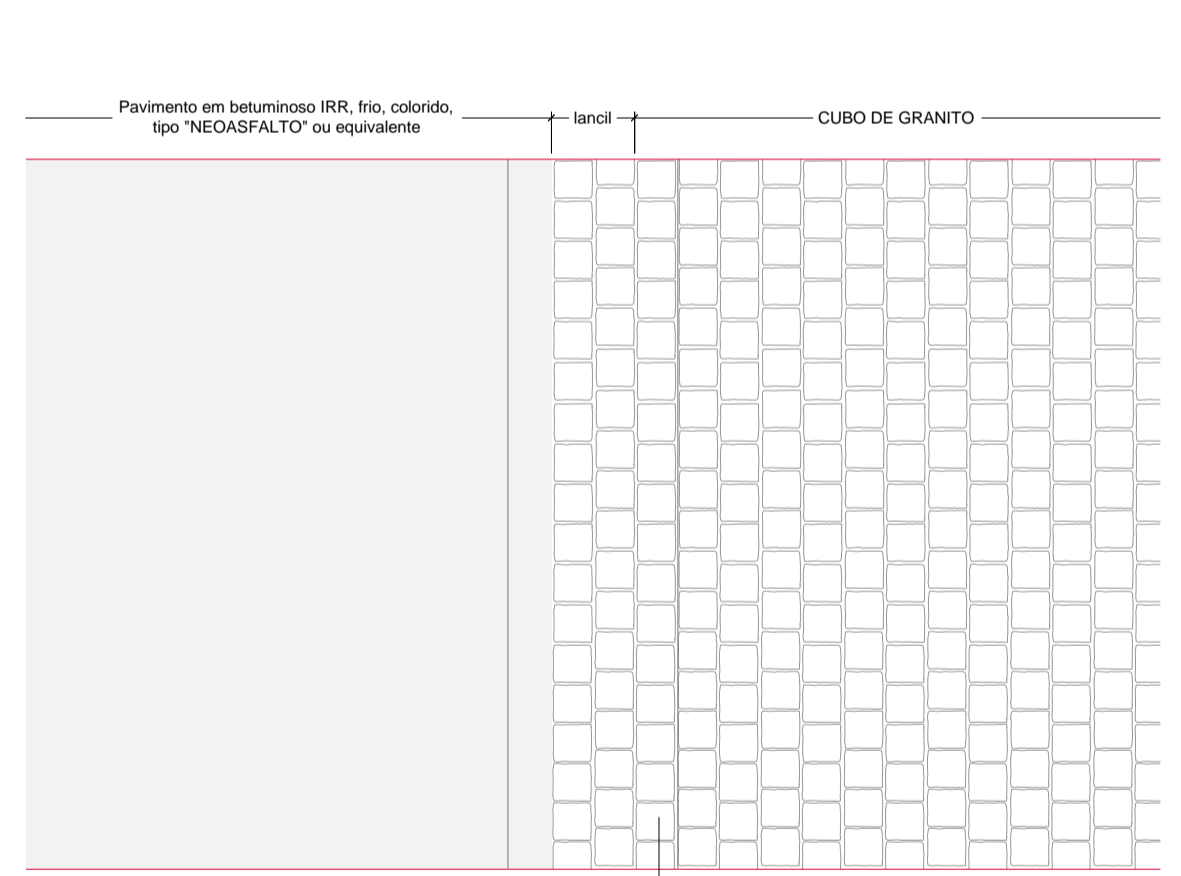 Pavimento em betuminoso IRR, frio, colorido,
tipo "NEOASFALTO" ou equivalente
lancil
CUBO DE GRANITO